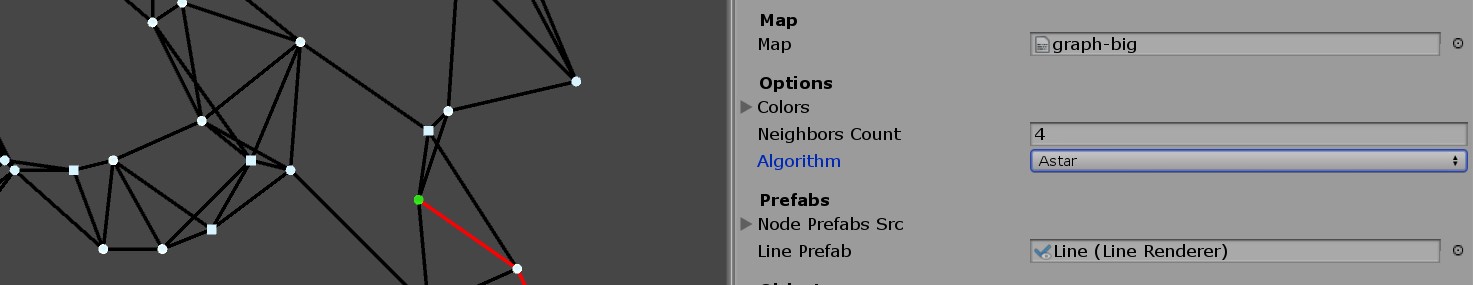 Map
Map graph-big
Options
Colors
Neighbors Count 4
Algorithm Astar
Prefabs
Node Prefabs Src
Line Prefab Line (Line Renderer)